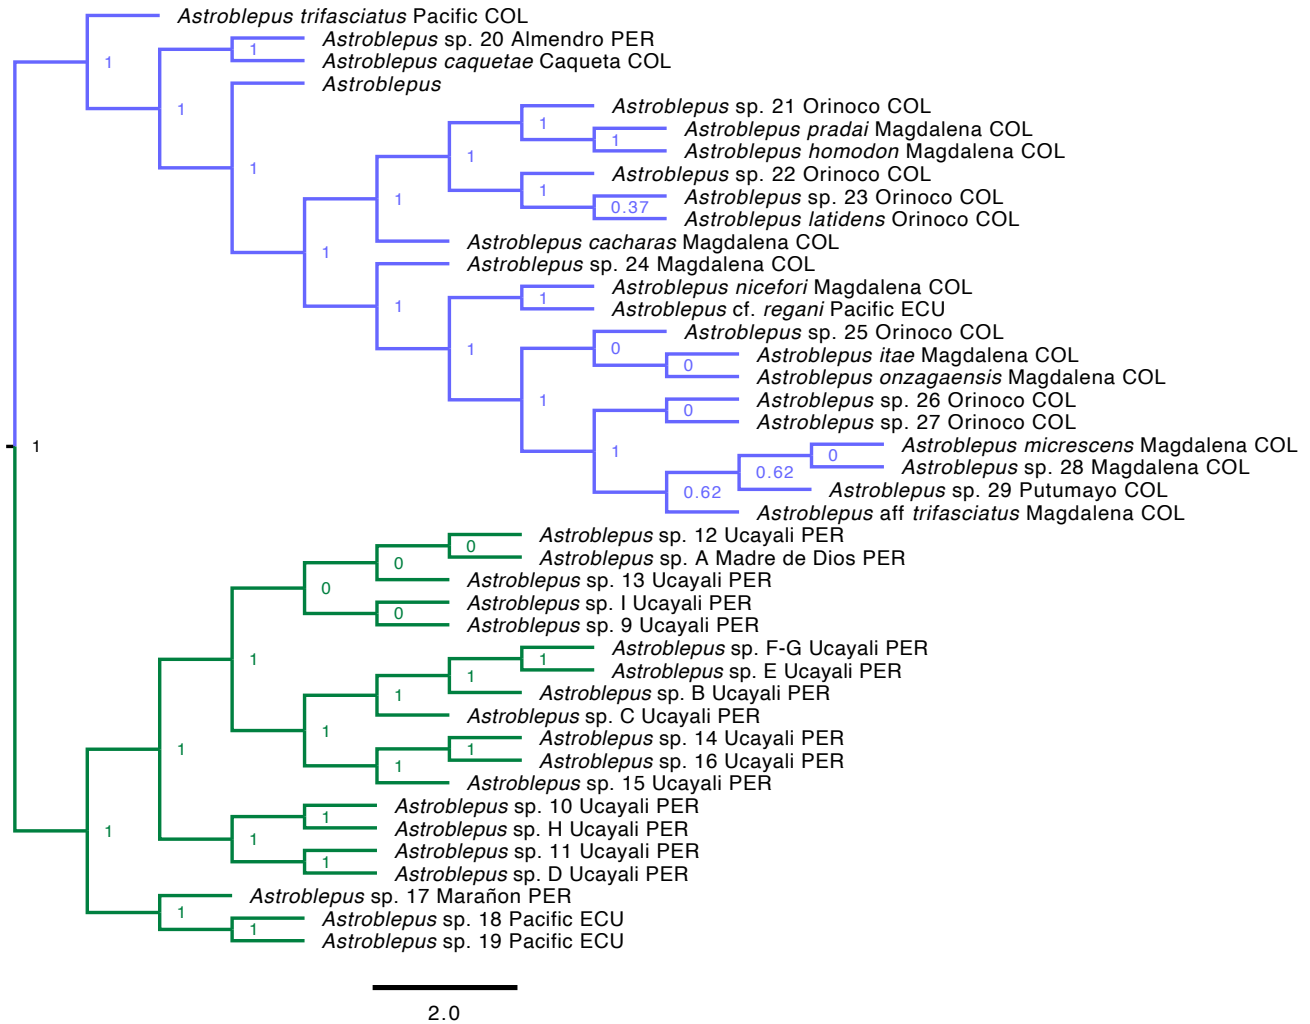 Astroblepus trifasciatus Pacific COL
Astroblepus sp. 20 Almendro PER
1
Astroblepus caquetae Caqueta COL
1
Astroblepus
1
Astroblepus sp. 21 Orinoco COL
1
Astroblepus pradai Magdalena COL
1
Astroblepus homodon Magdalena COL
1
1
Astroblepus sp. 22 Orinoco COL
1
Astroblepus sp. 23 Orinoco COL
1
0.37
Astroblepus latidens Orinoco COL
Astroblepus cacharas Magdalena COL
1
Astroblepus sp. 24 Magdalena COL
Astroblepus nicefori Magdalena COL
1
1
Astroblepus cf. regani Pacific ECU
Astroblepus sp. 25 Orinoco COL
1
0
Astroblepus itae Magdalena COL
0
Astroblepus onzagaensis Magdalena COL
1
Astroblepus sp. 26 Orinoco COL
0
Astroblepus sp. 27 Orinoco COL
1
1
Astroblepus micrescens Magdalena COL
0
Astroblepus sp. 28 Magdalena COL
0.62
Astroblepus sp. 29 Putumayo COL
0.62
Astroblepus aff trifasciatus Magdalena COL
Astroblepus sp. 12 Ucayali PER
0
Astroblepus sp. A Madre de Dios PER
0
Astroblepus sp. 13 Ucayali PER
0
Astroblepus sp. I Ucayali PER
0
Astroblepus sp. 9 Ucayali PER
1
Astroblepus sp. F-G Ucayali PER
1
Astroblepus sp. E Ucayali PER
1
Astroblepus sp. B Ucayali PER
1
Astroblepus sp. C Ucayali PER
1
Astroblepus sp. 14 Ucayali PER
1
1
Astroblepus sp. 16 Ucayali PER
1
Astroblepus sp. 15 Ucayali PER
Astroblepus sp. 10 Ucayali PER
1
Astroblepus sp. H Ucayali PER
1
1
Astroblepus sp. 11 Ucayali PER
1
Astroblepus sp. D Ucayali PER
Astroblepus sp. 17 Marañon PER
1
Astroblepus sp. 18 Pacific ECU
1
Astroblepus sp. 19 Pacific ECU
2.0